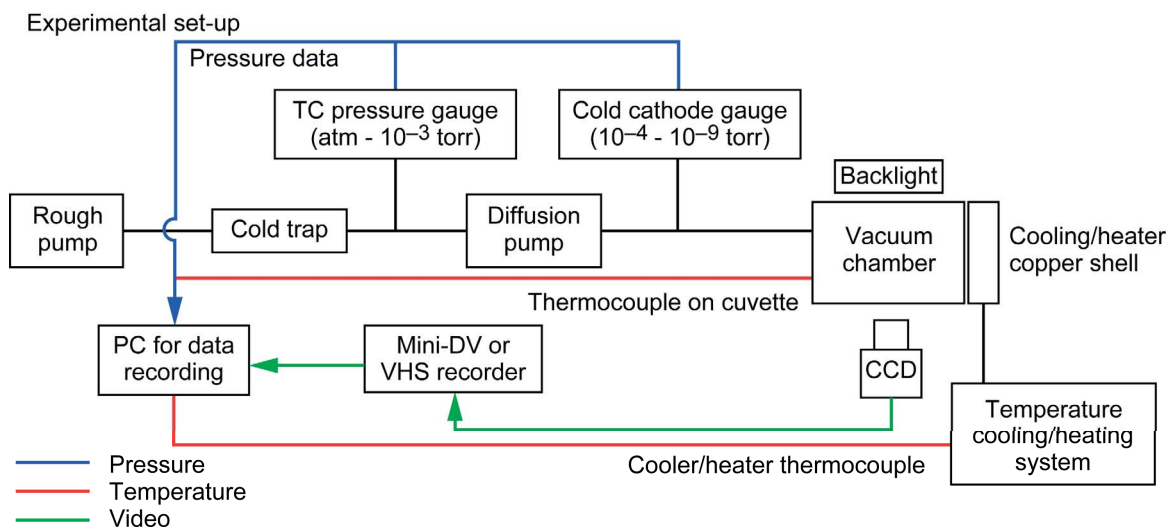 Experimental set-up
Pressure data
TC pressure gauge
(atm - 10⁻³ torr)
Cold cathode gauge
(10⁻⁴ - 10⁻⁹ torr)
Backlight
Rough
pump
Cold trap
Diffusion
pump
Vacuum
chamber
Cooling/heater
copper shell
Thermocouple on cuvette
PC for data
recording
Mini-DV or
VHS recorder
CCD
Temperature
cooling/heating
system
Cooler/heater thermocouple
Pressure
Temperature
Video